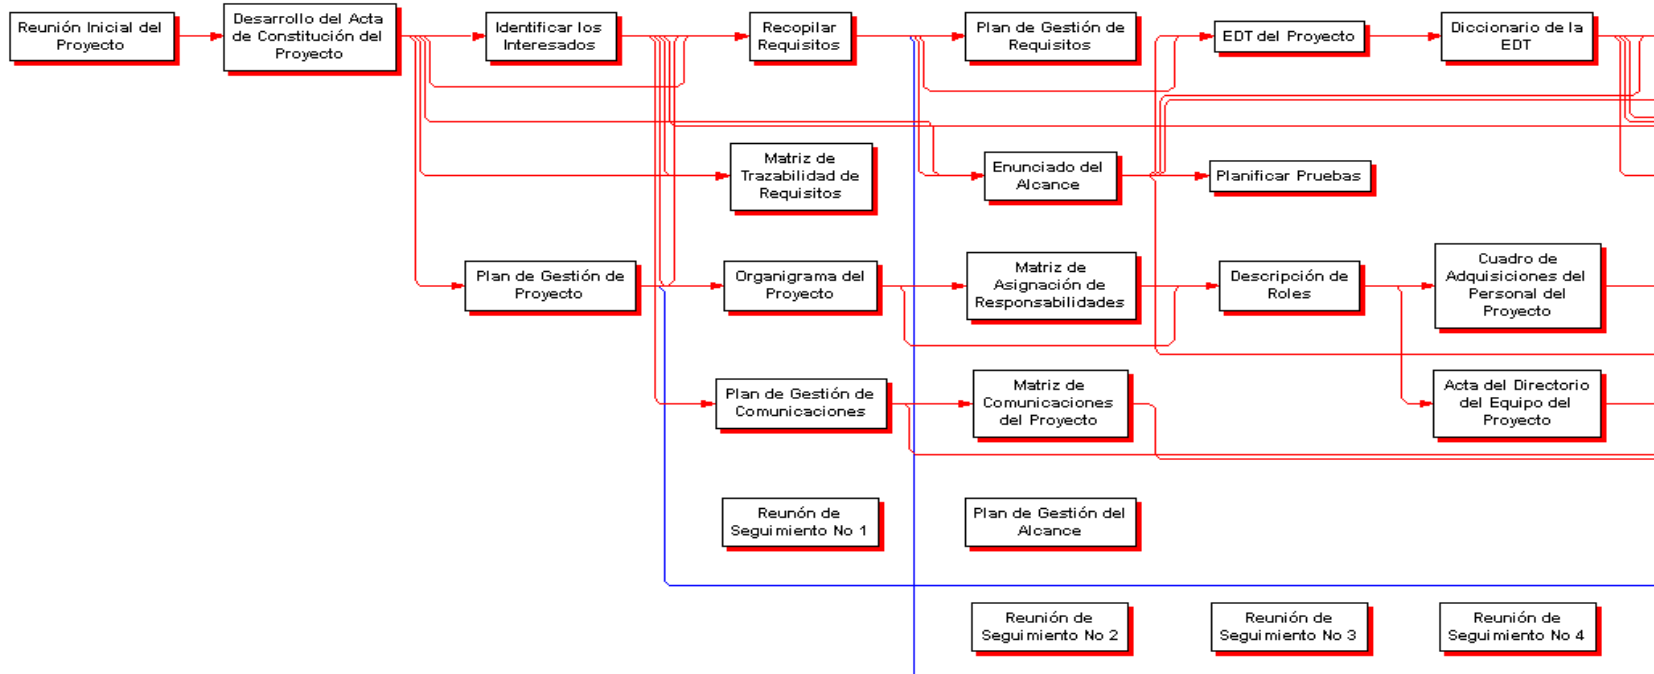 Reunión Inicial del
Proyecto
Desarrollo del Acta
de Constitución del
Proyecto
Identificar los
Interesados
Recopilar
Requisitos
Plan de Gestión de
Requisitos
EDT del Proyecto
Diccionario de la
EDT
Matriz de
Trazabilidad de
Requisitos
Enunciado del
Alcance
Planificar Pruebas
Plan de Gestión de
Proyecto
Organigrama del
Proyecto
Matriz de
Asignación de
Responsabilidades
Descripción de
Roles
Cuadro de
Adquisiciones del
Personal del
Proyecto
Plan de Gestión de
Comunicaciones
Matriz de
Comunicaciones
del Proyecto
Acta del Directorio
del Equipo del
Proyecto
Reunón de
Seguimiento No 1
Plan de Gestión del
Alcance
Reunión de
Seguimiento No 2
Reunión de
Seguimiento No 3
Reunión de
Seguimiento No 4